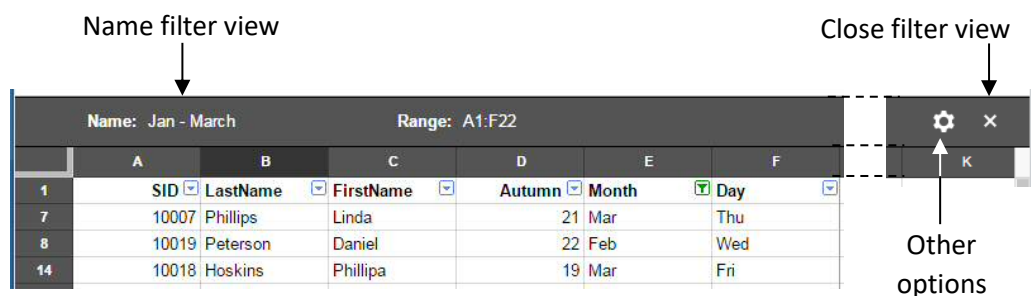 Name filter view
Close filter view
Name: Jan - March Range: A1:F22
A B C D E F K
1 SID LastName FirstName Autumn Month Day
7 10007 Phillips Linda 21 Mar Thu
8 10019 Peterson Daniel 22 Feb Wed
14 10018 Hoskins Phillipa 19 Mar Fri
Other
options